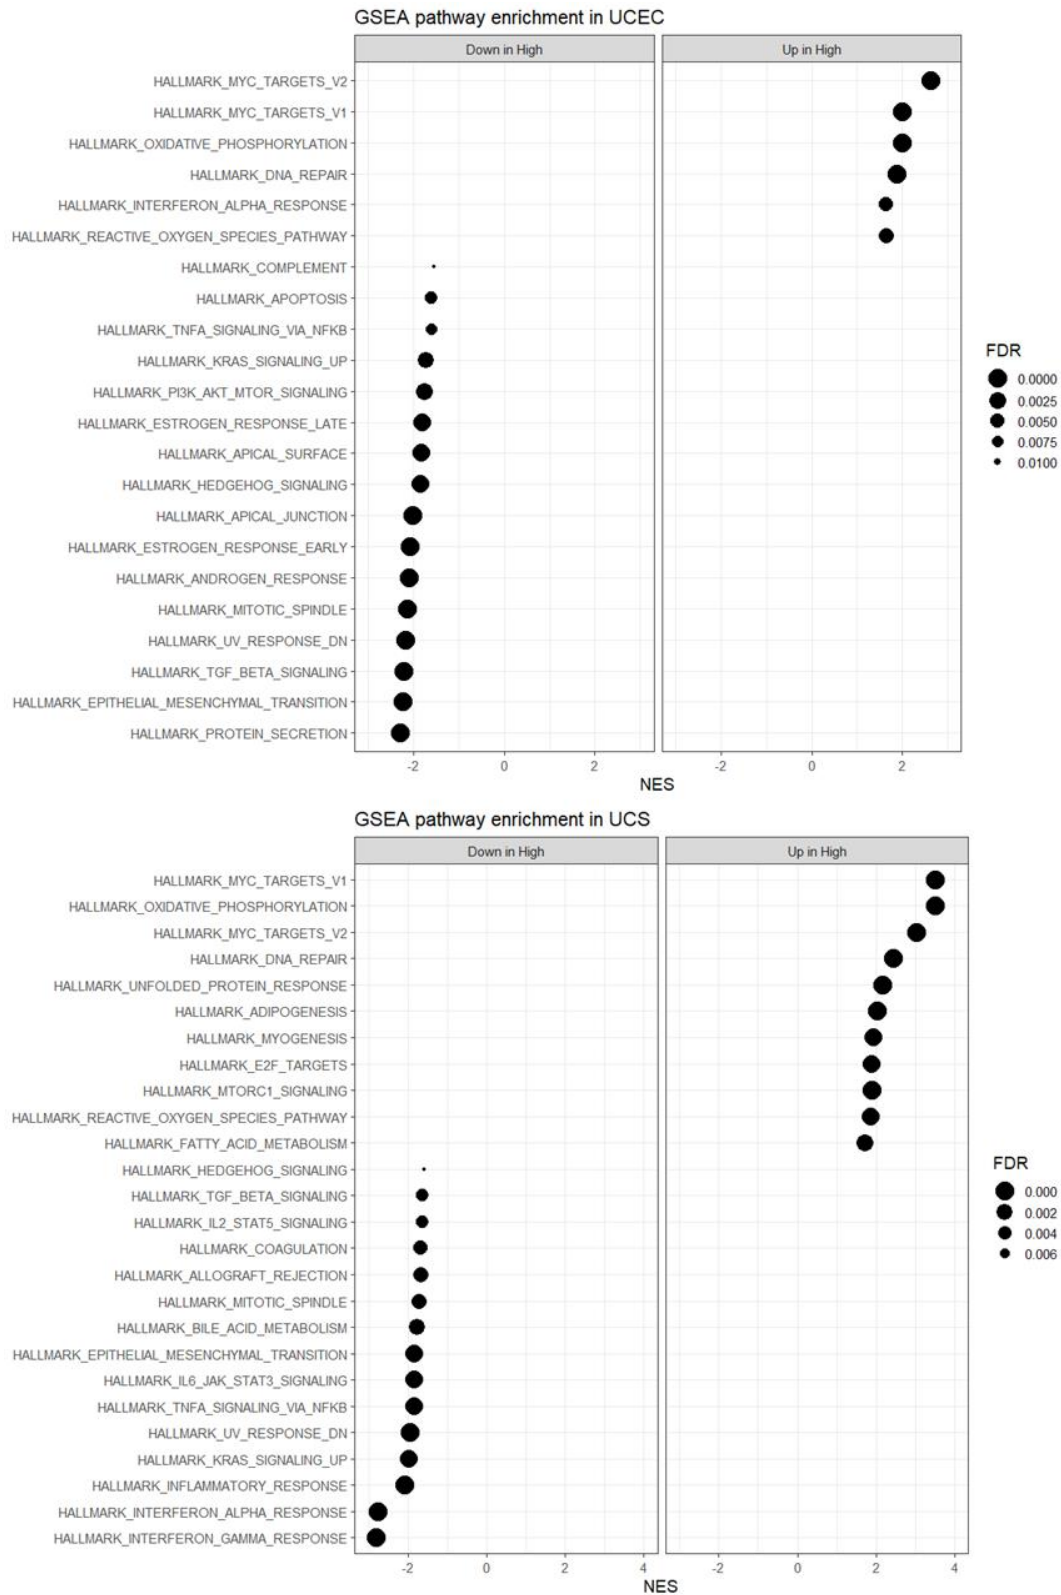 GSEA pathway enrichment in UCEC
Down in High
Up in High
HALLMARK_MYC_TARGETS_V2
HALLMARK_MYC_TARGETS_V1
HALLMARK_OXIDATIVE_PHOSPHORYLATION
HALLMARK_DNA_REPAIR
HALLMARK_INTERFERON_ALPHA_RESPONSE
HALLMARK_REACTIVE_OXYGEN_SPECIES_PATHWAY
HALLMARK_COMPLEMENT
HALLMARK_APOPTOSIS
HALLMARK_TNFA_SIGNALING_VIA_NFKB
HALLMARK_KRAS_SIGNALING_UP
HALLMARK_PI3K_AKT_MTOR_SIGNALING
HALLMARK_ESTROGEN_RESPONSE_LATE
HALLMARK_APICAL_SURFACE
HALLMARK_HEDGEHOG_SIGNALING
HALLMARK_APICAL_JUNCTION
HALLMARK_ESTROGEN_RESPONSE_EARLY
HALLMARK_ANDROGEN_RESPONSE
HALLMARK_MITOTIC_SPINDLE
HALLMARK_UV_RESPONSE_DN
HALLMARK_TGF_BETA_SIGNALING
HALLMARK_EPITHELIAL_MESENCHYMAL_TRANSITION
HALLMARK_PROTEIN_SECRETION
-2 0 2 -2 0 2
NES
FDR
0.0000
0.0025
0.0050
0.0075
0.0100
GSEA pathway enrichment in UCS
Down in High
Up in High
HALLMARK_MYC_TARGETS_V1
HALLMARK_OXIDATIVE_PHOSPHORYLATION
HALLMARK_MYC_TARGETS_V2
HALLMARK_DNA_REPAIR
HALLMARK_UNFOLDED_PROTEIN_RESPONSE
HALLMARK_ADIPOGENESIS
HALLMARK_MYOGENESIS
HALLMARK_E2F_TARGETS
HALLMARK_MTORC1_SIGNALING
HALLMARK_REACTIVE_OXYGEN_SPECIES_PATHWAY
HALLMARK_FATTY_ACID_METABOLISM
HALLMARK_HEDGEHOG_SIGNALING
HALLMARK_TGF_BETA_SIGNALING
HALLMARK_IL2_STAT5_SIGNALING
HALLMARK_COAGULATION
HALLMARK_ALLOGRAFT_REJECTION
HALLMARK_MITOTIC_SPINDLE
HALLMARK_BILE_ACID_METABOLISM
HALLMARK_EPITHELIAL_MESENCHYMAL_TRANSITION
HALLMARK_IL6_JAK_STAT3_SIGNALING
HALLMARK_TNFA_SIGNALING_VIA_NFKB
HALLMARK_UV_RESPONSE_DN
HALLMARK_KRAS_SIGNALING_UP
HALLMARK_INFLAMMATORY_RESPONSE
HALLMARK_INTERFERON_ALPHA_RESPONSE
HALLMARK_INTERFERON_GAMMA_RESPONSE
-2 0 2 4 -2 0 2 4
NES
FDR
0.000
0.002
0.004
0.006